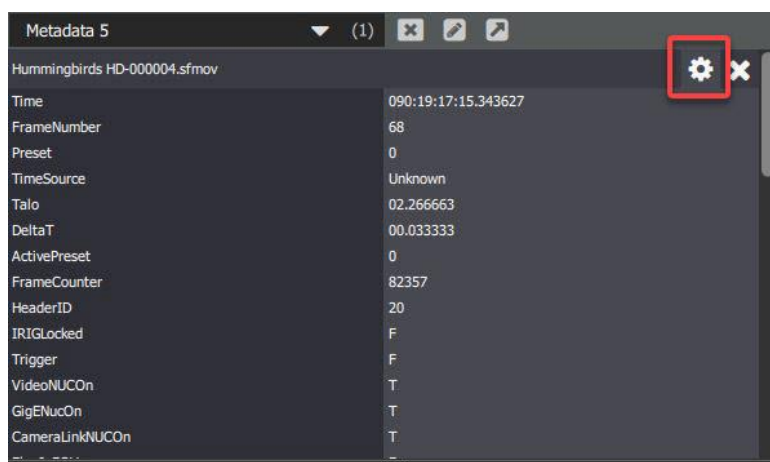 Metadata 5 (1)
Hummingbirds HD-000004.sfmov
Time 090:19:17:15.343627
FrameNumber 68
Preset 0
TimeSource Unknown
Talo 02.266663
DeltaT 00.033333
ActivePreset 0
FrameCounter 82357
HeaderID 20
IRIGLocked F
Trigger F
VideoNUCOn T
GigENucOn T
CameraLinkNUCOn T